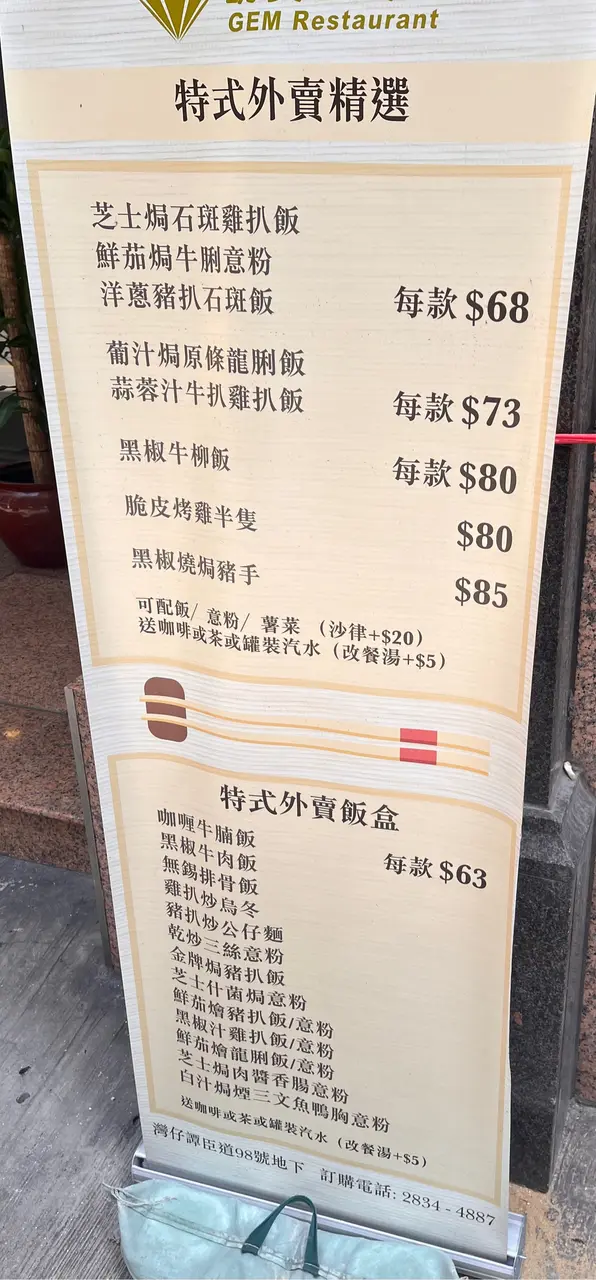 GEM Restaurant
特式外賣精選
芝士焗石斑雞扒飯
鮮茄焗牛脷意粉
洋蔥豬扒石斑飯 每款 $68
葡汁焗原條龍脷飯
蒜蓉汁牛扒雞扒飯 每款 $73
黑椒牛柳飯 每款 $80
脆皮烤雞半隻 $80
黑椒燒焗豬手 $85
可配飯/ 意粉/ 薯菜 (沙律+$20)
送咖啡或茶或罐裝汽水 (改餐湯+$5)
特式外賣飯盒
咖喱牛腩飯
黑椒牛肉飯 每款 $63
無錫排骨飯
雞扒炒烏冬
豬扒炒公仔麵
乾炒三絲意粉
金牌焗豬扒飯
芝士什菌焗意粉
鮮茄燴豬扒飯/意粉
黑椒汁雞扒飯/意粉
鮮茄燴龍脷飯/意粉
芝士焗肉醬香腸意粉
白汁焗煙三文魚鴨胸意粉
送咖啡或茶或罐裝汽水 (改餐湯+$5)
灣仔譚臣道98號地下 訂購電話: 2834 - 4887